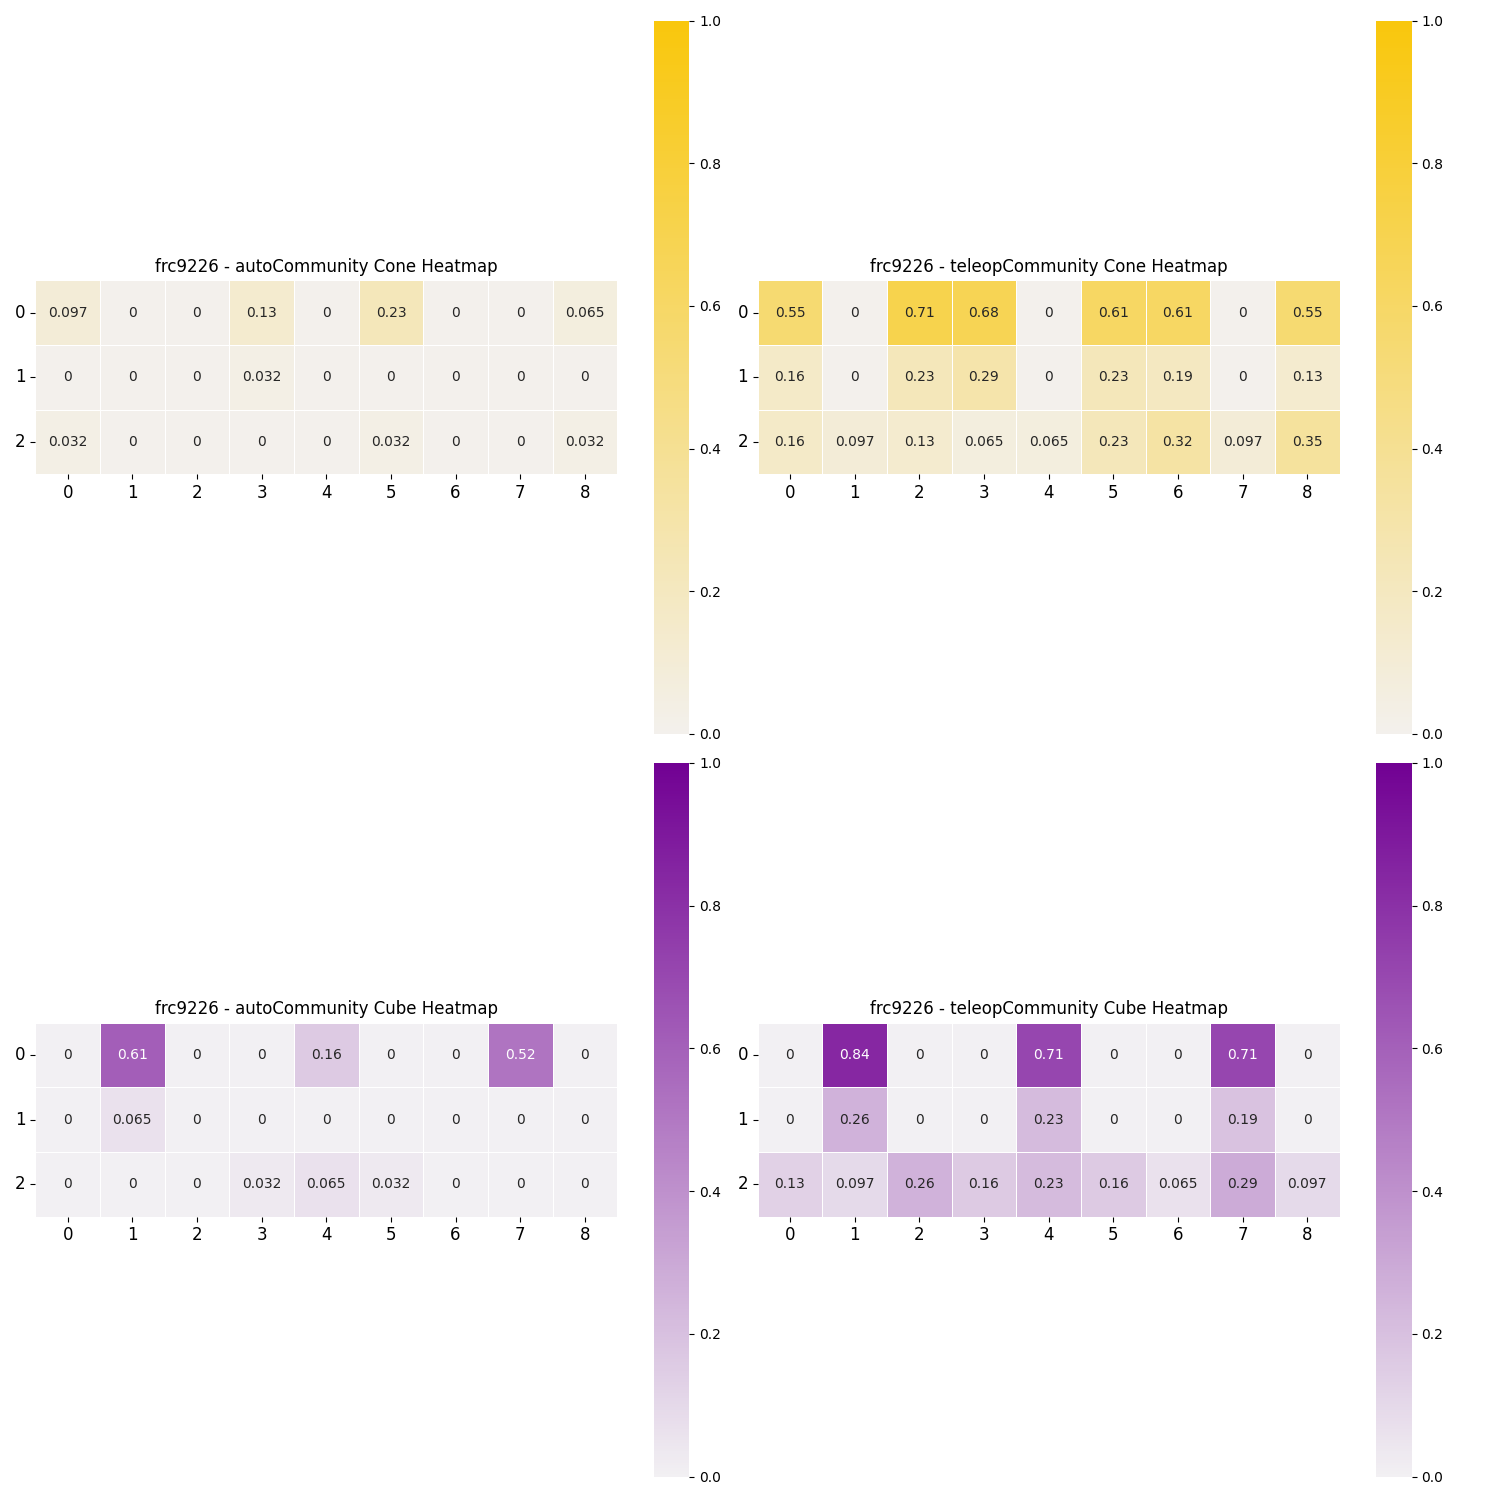 frc9226 - autoCommunity Cone Heatmap
0 0.097 0 0 0.13 0 0.23 0 0 0.065
1 0 0 0 0.032 0 0 0 0 0
2 0.032 0 0 0 0 0.032 0 0 0.032
0 1 2 3 4 5 6 7 8
1.0
0.8
0.6
0.4
0.2
0.0
frc9226 - teleopCommunity Cone Heatmap
0 0.55 0 0.71 0.68 0 0.61 0.61 0 0.55
1 0.16 0 0.23 0.29 0 0.23 0.19 0 0.13
2 0.16 0.097 0.13 0.065 0.065 0.23 0.32 0.097 0.35
0 1 2 3 4 5 6 7 8
1.0
0.8
0.6
0.4
0.2
0.0
frc9226 - autoCommunity Cube Heatmap
0 0 0.61 0 0 0.16 0 0 0.52 0
1 0 0.065 0 0 0 0 0 0 0
2 0 0 0 0.032 0.065 0.032 0 0 0
0 1 2 3 4 5 6 7 8
1.0
0.8
0.6
0.4
0.2
0.0
frc9226 - teleopCommunity Cube Heatmap
0 0 0.84 0 0 0.71 0 0 0.71 0
1 0 0.26 0 0 0.23 0 0 0.19 0
2 0.13 0.097 0.26 0.16 0.23 0.16 0.065 0.29 0.097
0 1 2 3 4 5 6 7 8
1.0
0.8
0.6
0.4
0.2
0.0